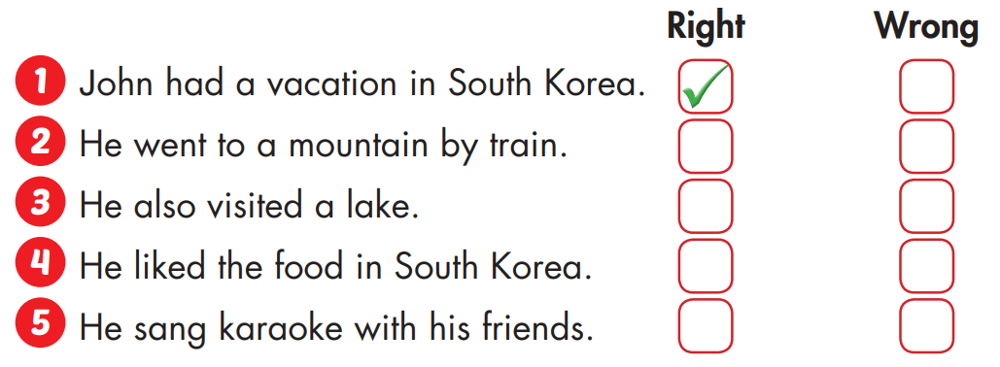 Right Wrong
1 John had a vacation in South Korea.
2 He went to a mountain by train.
3 He also visited a lake.
4 He liked the food in South Korea.
5 He sang karaoke with his friends.